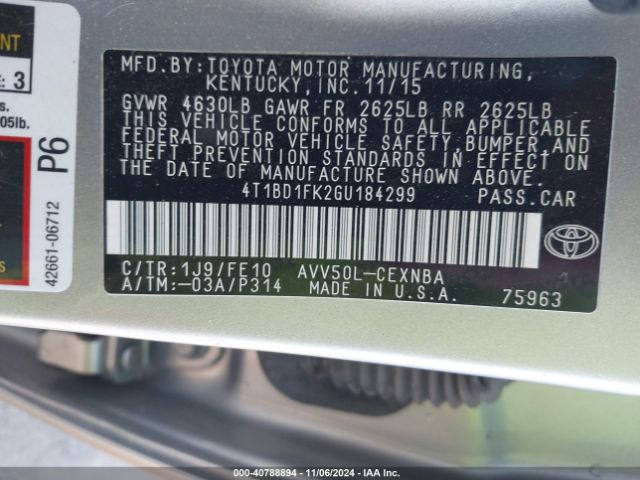 ENT
: 3
s.
05lb.
P6
42661-06712
s
MFD.BY:TOYOTA MOTOR MANUFACTURING,
KENTUCKY,INC.11/15
GVWR 4630LB GAWR FR 2625LB RR 2625LB
THIS VEHICLE CONFORMS TO ALL APPLICABLE
FEDERAL MOTOR VEHICLE SAFETY,BUMPER,AND
THEFT PREVENTION STANDARDS IN EFFECT ON
THE DATE OF MANUFACTURE SHOWN ABOVE.
4T1BD1FK2GU184299 PASS.CAR
C/TR:1J9/FE10 AVV50L-CEXNBA
A/TM:-03A/P314 MADE IN U.S.A. 75963
000-40788894 | 11/06/2024 | IAA Inc.